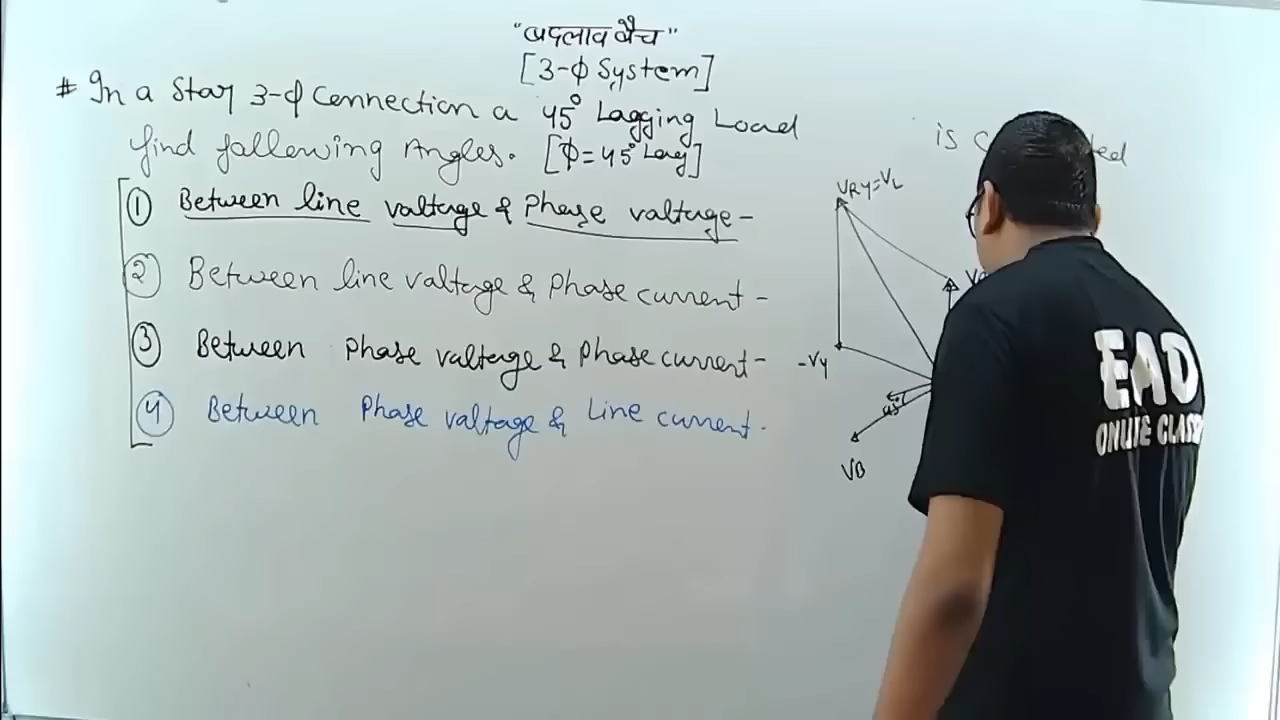 "बदलाव बैच"
[3-φ System]
# In a Star 3-φ Connection a 45° Lagging Load is
find following Angles. [φ=45° Lag]
① Between line voltage & Phase voltage -
② Between line voltage & Phase current -
③ Between Phase voltage & Phase current -
④ Between Phase voltage & Line current.
VRY=VL
-VY
45°
VB
EAD
ONLINE CLASS